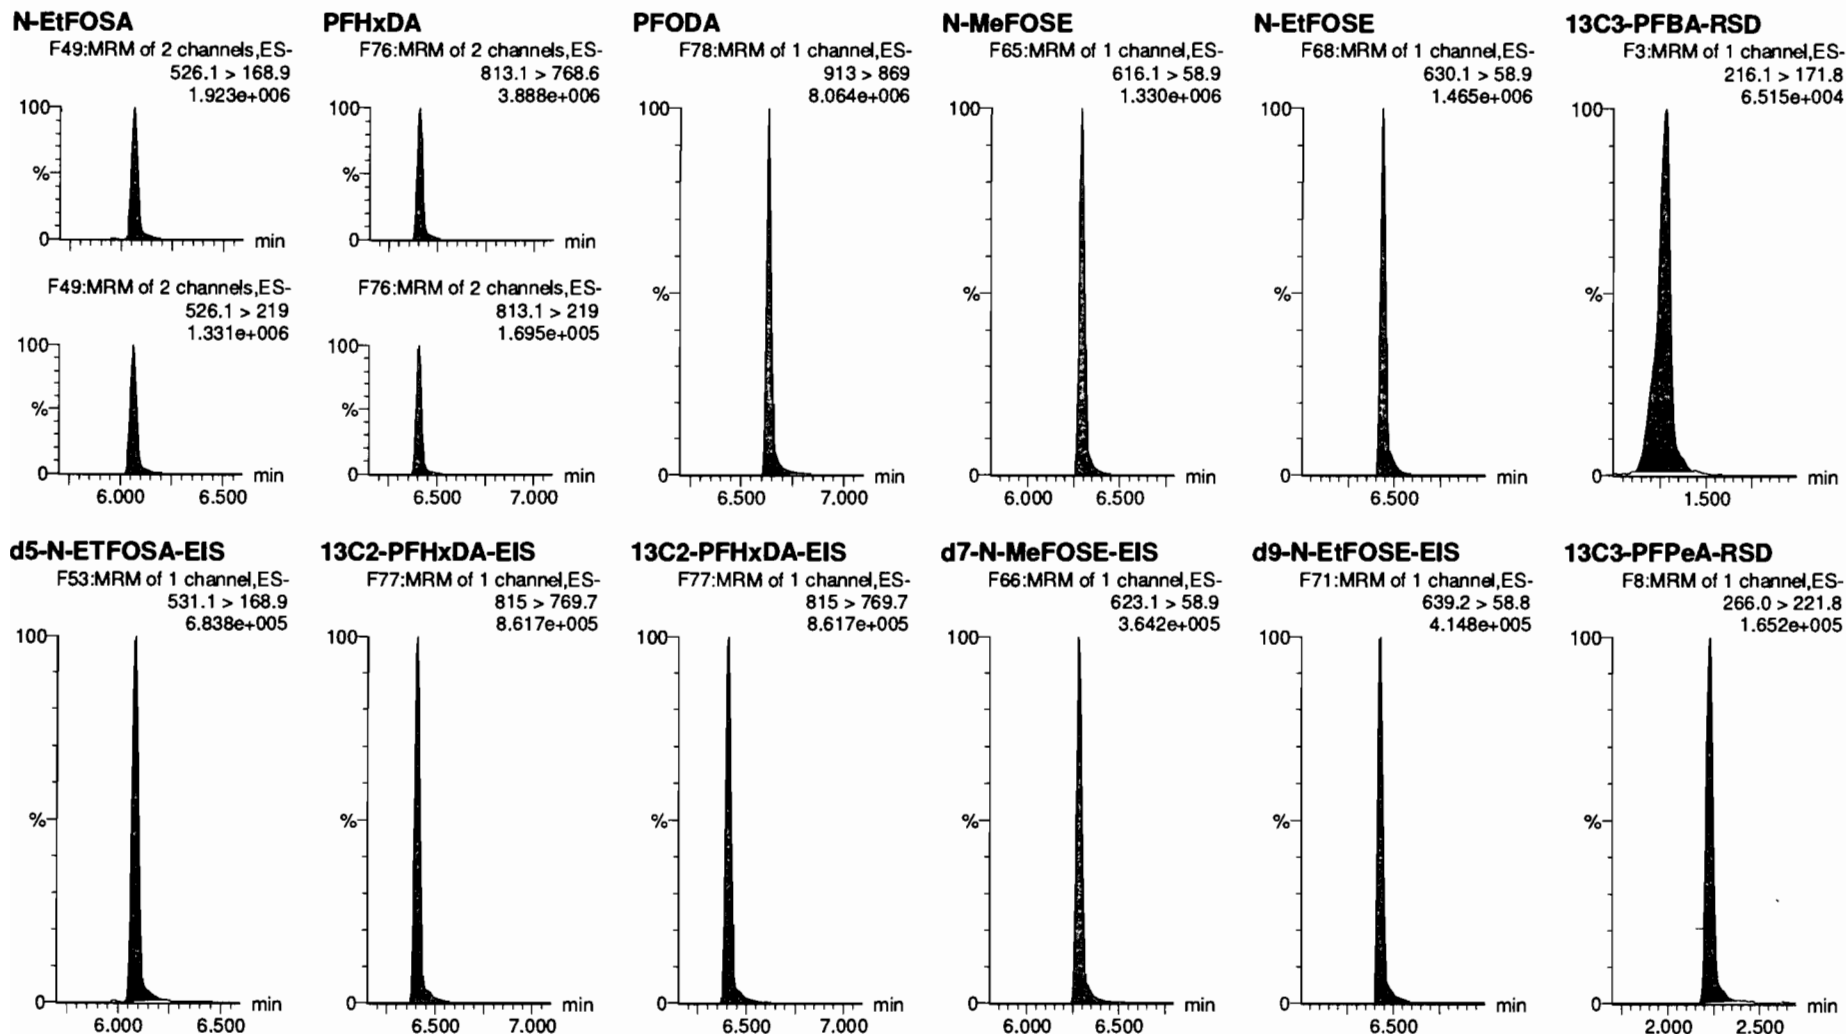 N-EtFOSA
F49:MRM of 2 channels,ES-
526.1 > 168.9
1.923e+006
100
%
0
min
F49:MRM of 2 channels,ES-
526.1 > 219
1.331e+006
100
%
0
min
6.000 6.500
PFHxDA
F76:MRM of 2 channels,ES-
813.1 > 768.6
3.888e+006
100
%
0
min
F76:MRM of 2 channels,ES-
813.1 > 219
1.695e+005
100
%
0
min
6.500 7.000
PFODA
F78:MRM of 1 channel,ES-
913 > 869
8.064e+006
100
%
0
min
6.500 7.000
N-MeFOSE
F65:MRM of 1 channel,ES-
616.1 > 58.9
1.330e+006
100
%
0
min
6.000 6.500
N-EtFOSE
F68:MRM of 1 channel,ES-
630.1 > 58.9
1.465e+006
100
%
0
min
6.500
13C3-PFBA-RSD
F3:MRM of 1 channel,ES-
216.1 > 171.8
6.515e+004
100
%
0
min
1.500
d5-N-ETFOSA-EIS
F53:MRM of 1 channel,ES-
531.1 > 168.9
6.838e+005
100
%
0
min
6.000 6.500
13C2-PFHxDA-EIS
F77:MRM of 1 channel,ES-
815 > 769.7
8.617e+005
100
%
0
min
6.500 7.000
13C2-PFHxDA-EIS
F77:MRM of 1 channel,ES-
815 > 769.7
8.617e+005
100
%
0
min
6.500 7.000
d7-N-MeFOSE-EIS
F66:MRM of 1 channel,ES-
623.1 > 58.9
3.642e+005
100
%
0
min
6.000 6.500
d9-N-EtFOSE-EIS
F71:MRM of 1 channel,ES-
639.2 > 58.8
4.148e+005
100
%
0
min
6.500
13C3-PFPeA-RSD
F8:MRM of 1 channel,ES-
266.0 > 221.8
1.652e+005
100
%
0
min
2.000 2.500